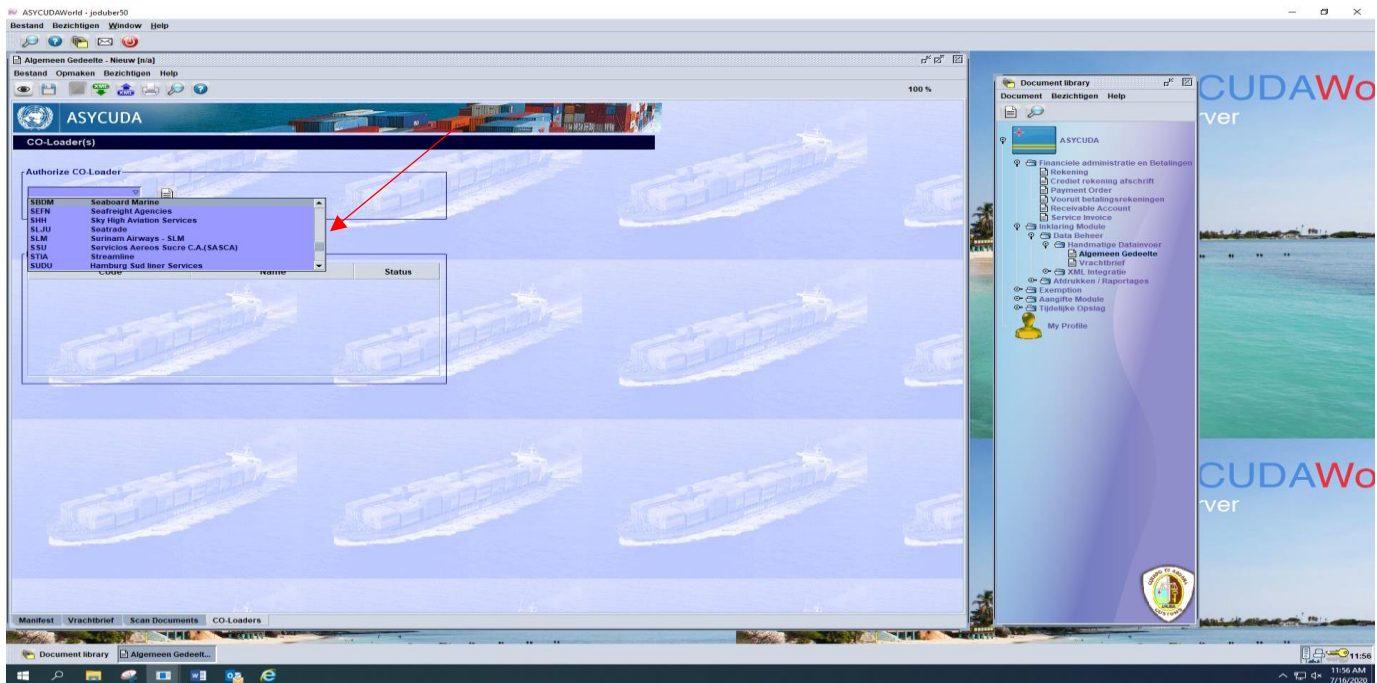 ASYCUDAWorld - joduber50
Bestand Bezichtigen Window Help
Algemeen Gedeelte - Nieuw [n/a]
Bestand Opmaken Bezichtigen Help
100 %
ASYCUDA
CO-Loader(s)
Authorize CO-Loader
SBDM Seaboard Marine
SEFN Seafreight Agencies
SHH Sky High Aviation Services
SLJU Seatrade
SLM Surinam Airways - SLM
SSU Servicios Aereos Sucre C.A.(SASCA)
STIA Streamline
SUDU Hamburg Sud liner Services
Code Name Status
Manifest Vrachtbrief Scan Documents CO-Loaders
Document library
Document Bezichtigen Help
ASYCUDA
Financiele administratie en Betalingen
Rekening
Crediet rekening afschrift
Payment Order
Vooruit betalingsrekeningen
Receivable Account
Service Invoice
Inklaring Module
Data Beheer
Handmatige Datainvoer
Algemeen Gedeelte
Vrachtbrief
XML Integratie
Afdrukken / Raportages
Exemption
Aangifte Module
Tijdelijke Opslag
My Profile
CUDAWo
rver
CUDAWo
rver
Document library Algemeen Gedeelt...
11:56
11:56 AM
7/16/2020